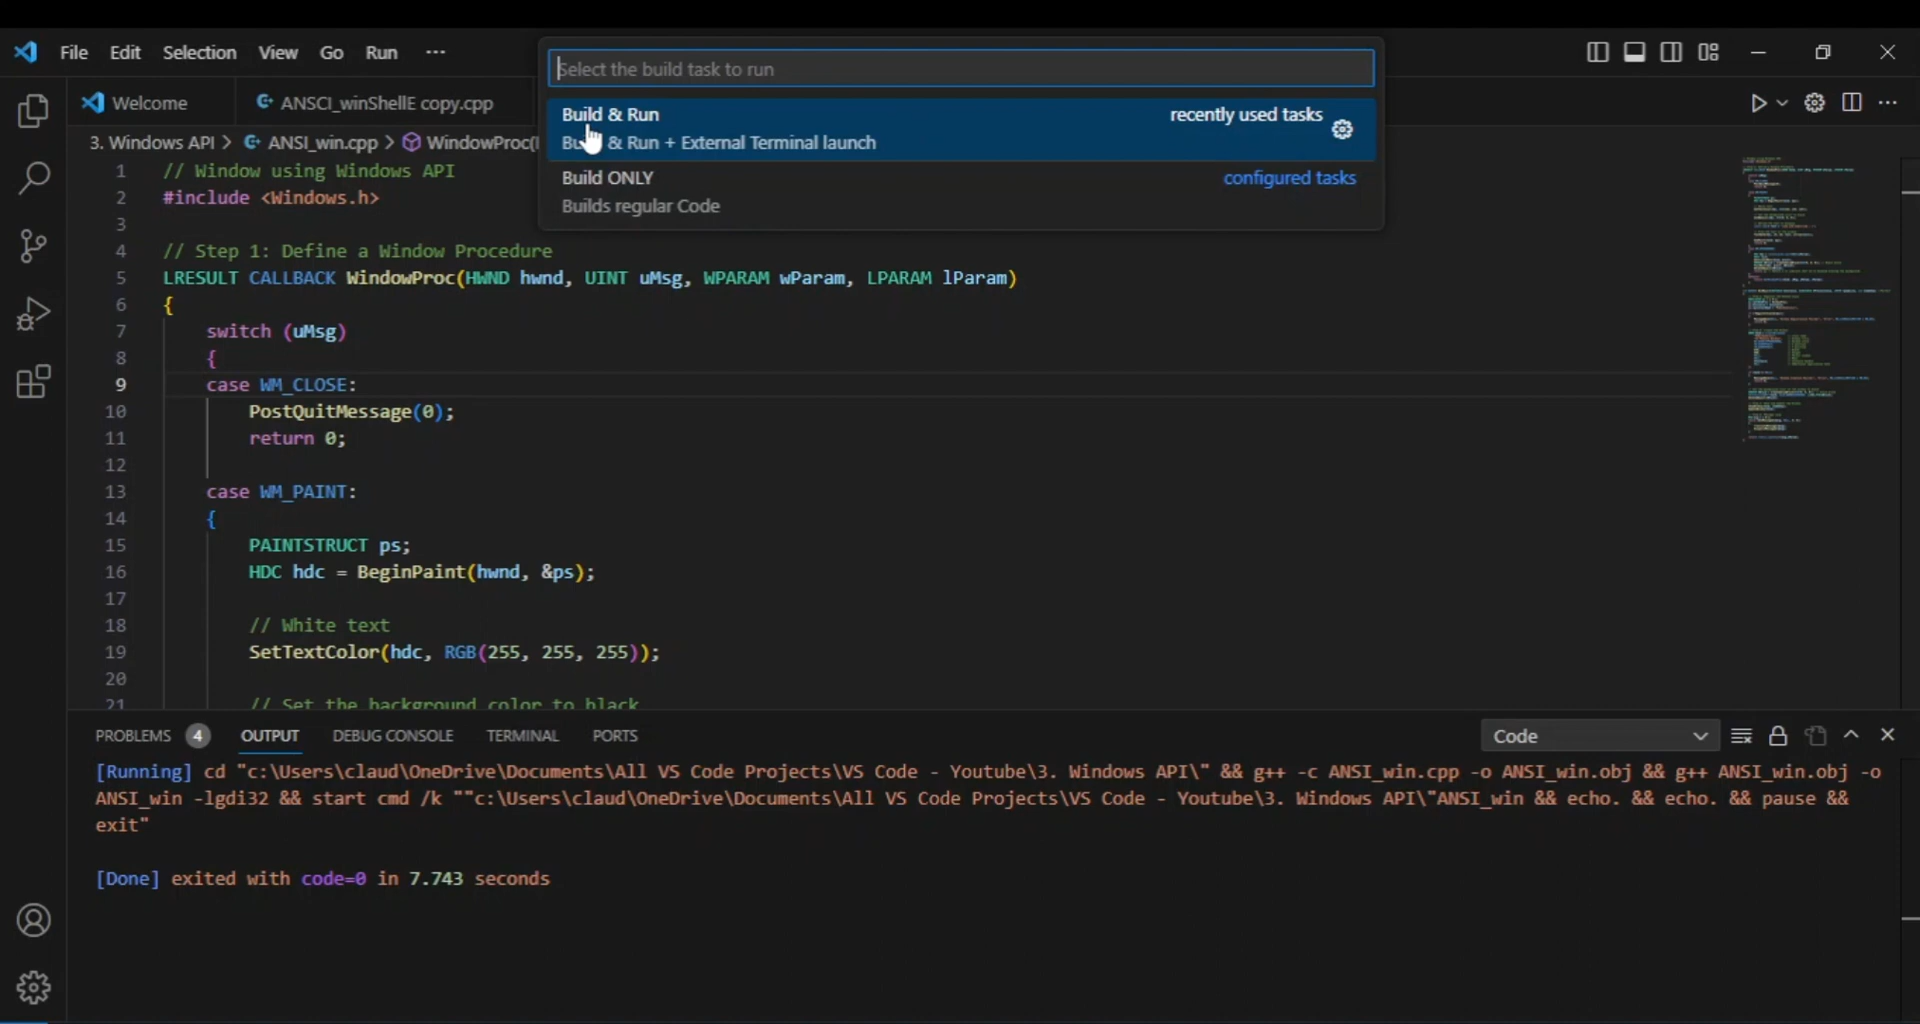 File Edit Selection View Go Run ···
Select the build task to run
Build & Run recently used tasks
& Run + External Terminal launch
Build ONLY configured tasks
Builds regular Code
Welcome ANSCI_winShellE copy.cpp
3. Windows API > ANSI_win.cpp > WindowProc(
1 // Window using Windows API
2 #include <Windows.h>
3
4 // Step 1: Define a Window Procedure
5 LRESULT CALLBACK WindowProc(HWND hwnd, UINT uMsg, WPARAM wParam, LPARAM lParam)
6 {
7 switch (uMsg)
8 {
9 case WM_CLOSE:
10 PostQuitMessage(0);
11 return 0;
12
13 case WM_PAINT:
14 {
15 PAINTSTRUCT ps;
16 HDC hdc = BeginPaint(hwnd, &ps);
17
18 // White text
19 SetTextColor(hdc, RGB(255, 255, 255));
20
21 // Set the background color to black
PROBLEMS 4 OUTPUT DEBUG CONSOLE TERMINAL PORTS Code
[Running] cd "c:\Users\claud\OneDrive\Documents\All VS Code Projects\VS Code - Youtube\3. Windows API\" && g++ -c ANSI_win.cpp -o ANSI_win.obj && g++ ANSI_win.obj -o
ANSI_win -lgdi32 && start cmd /k ""c:\Users\claud\OneDrive\Documents\All VS Code Projects\VS Code - Youtube\3. Windows API\"ANSI_win && echo. && echo. && pause &&
exit"
[Done] exited with code=0 in 7.743 seconds